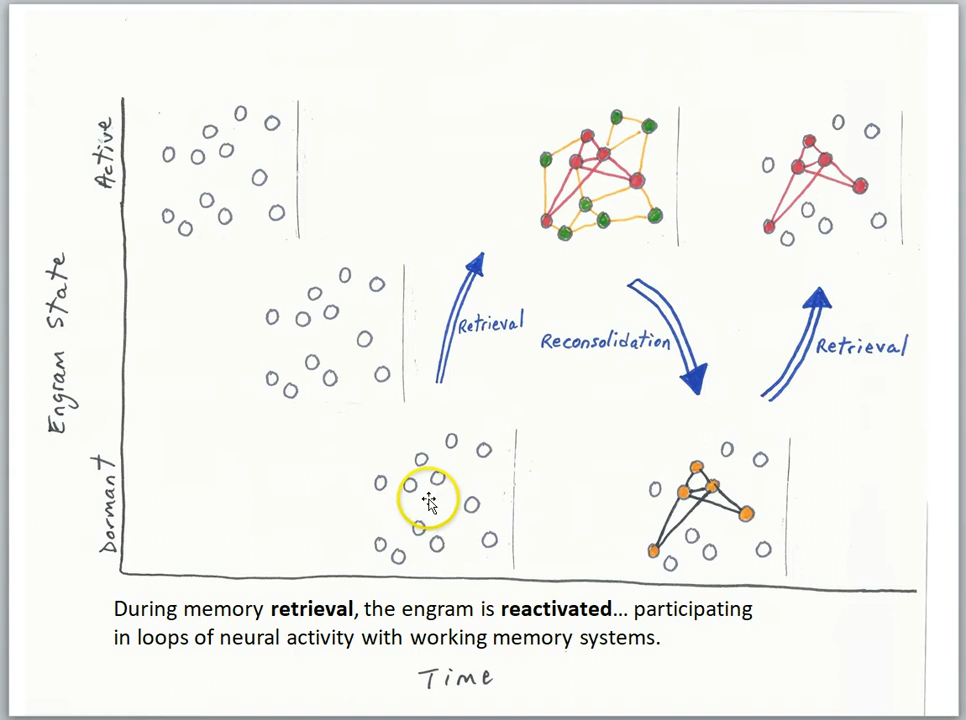 Active
Engram State
Dormant
Retrieval
Reconsolidation
Retrieval
During memory retrieval, the engram is reactivated... participating
in loops of neural activity with working memory systems.
Time